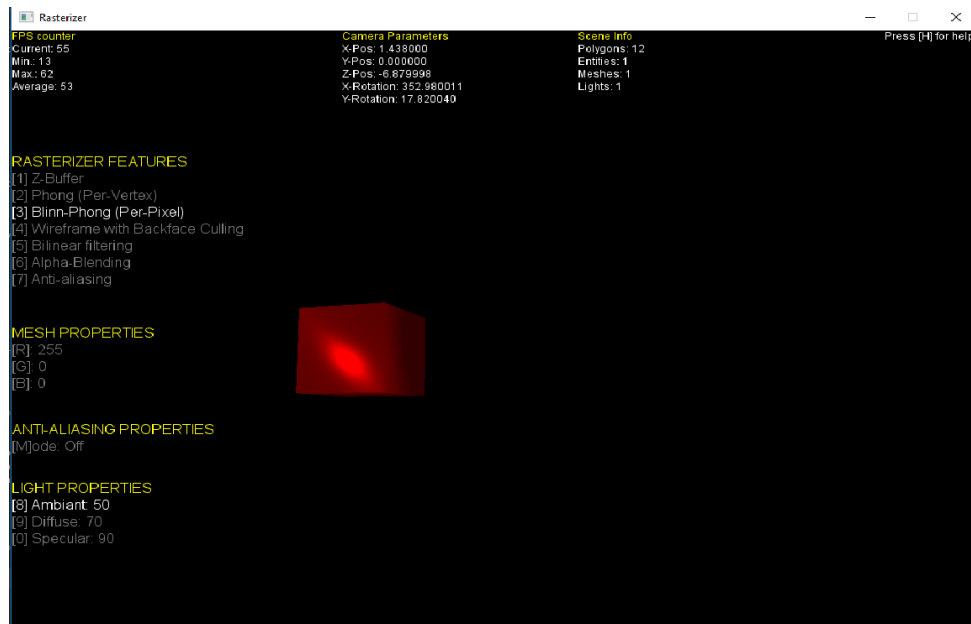 Rasterizer
FPS counter
Current: 55
Min.: 13
Max.: 62
Average: 53
Camera Parameters
X-Pos: 1.438000
Y-Pos: 0.000000
Z-Pos: -6.879998
X-Rotation: 352.980011
Y-Rotation: 17.820040
Scene Info
Polygons: 12
Entities: 1
Meshes: 1
Lights: 1
Press [H] for help
RASTERIZER FEATURES
[1] Z-Buffer
[2] Phong (Per-Vertex)
[3] Blinn-Phong (Per-Pixel)
[4] Wireframe with Backface Culling
[5] Bilinear filtering
[6] Alpha-Blending
[7] Anti-aliasing
MESH PROPERTIES
[R]: 255
[G]: 0
[B]: 0
ANTI-ALIASING PROPERTIES
[M]ode: Off
LIGHT PROPERTIES
[8] Ambiant: 50
[9] Diffuse: 70
[0] Specular: 90